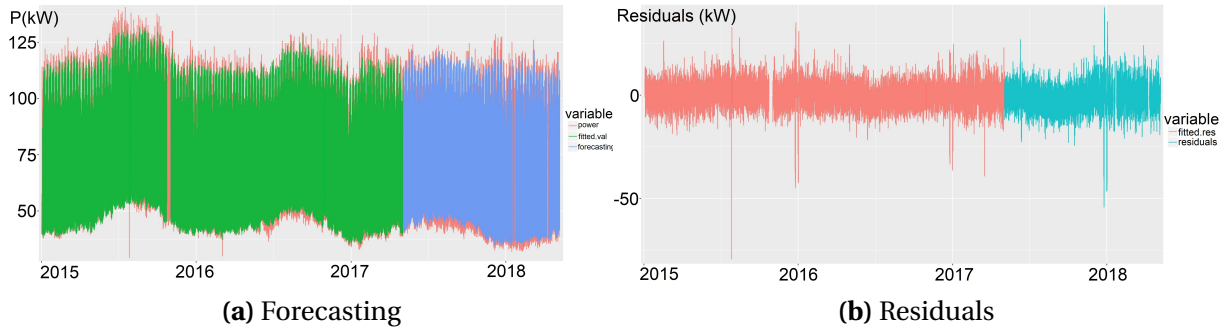 P(kW)
125
100
75
50
2015
2016
2017
2018
variable
power
fitted.val
forecasting
(a) Forecasting
Residuals (kW)
0
-50
2015
2016
2017
2018
variable
fitted.res
residuals
(b) Residuals